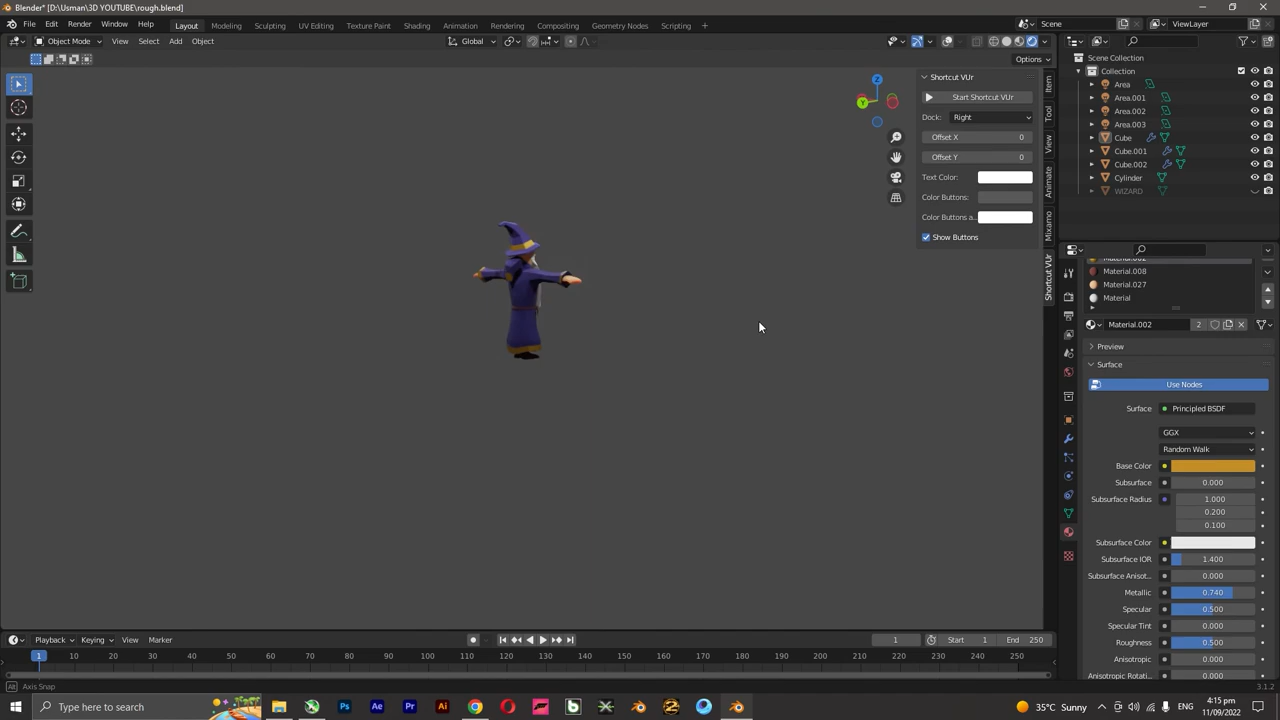 Blender* [D:\Usman\3D YOUTUBE\rough.blend]
File Edit Render Window Help Layout Modeling Sculpting UV Editing Texture Paint Shading Animation Rendering Compositing Geometry Nodes Scripting + Scene ViewLayer
Object Mode View Select Add Object Global
Options
Shortcut VUr
Start Shortcut VUr
Dock: Right
Offset X 0
Offset Y 0
Text Color:
Color Buttons:
Color Buttons a...
Show Buttons
Item
Tool
View
Animate
Mixamo
Shortcut VUr
X
Y
Z
Scene Collection
Collection
Area
Area.001
Area.002
Area.003
Cube
Cube.001
Cube.002
Cylinder
WIZARD
Material.008
Material.027
Material
Material.002 2
Preview
Surface
Use Nodes
Surface Principled BSDF
GGX
Random Walk
Base Color
Subsurface 0.000
Subsurface Radius 1.000
0.200
0.100
Subsurface Color
Subsurface IOR 1.400
Subsurface Anisot... 0.000
Metallic 0.740
Specular 0.500
Specular Tint 0.000
Roughness 0.500
Anisotropic 0.000
Anisotropic Rotati...
Playback Keying View Marker 1 Start 1 End 250
1 10 20 30 40 50 60 70 80 90 100 110 120 130 140 150 160 170 180 190 200 210 220 230 240 250
Alt Axis Snap 3.1.2
Type here to search Ps Ae Pr Ai 35°C Sunny ENG 4:15 pm
11/09/2022